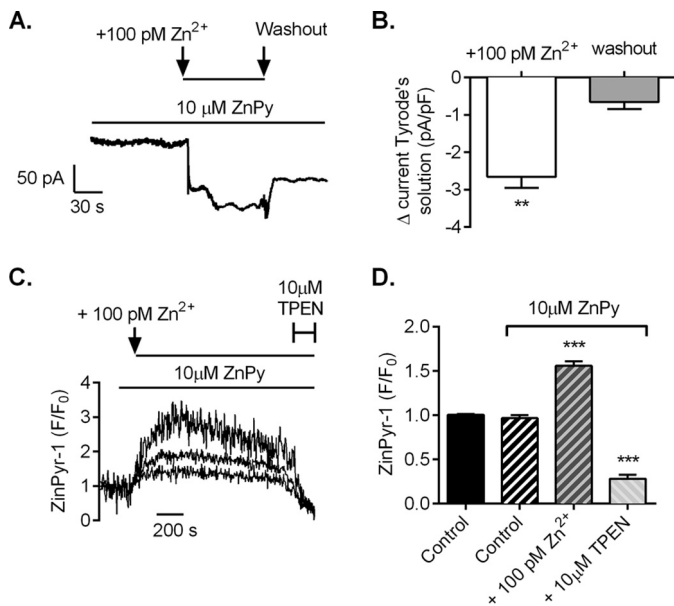 A.
+100 pM Zn²⁺
Washout
10 μM ZnPy
50 pA
30 s
B.
+100 pM Zn²⁺ washout
0
-1
-2
-3
-4
Δ current Tyrode's
solution (pA/pF)
**
C.
10μM
TPEN
+ 100 pM Zn²⁺
10μM ZnPy
ZinPyr-1 (F/F₀)
4
3
2
1
0
200 s
D.
10μM ZnPy
ZinPyr-1 (F/F₀)
2.0
1.5
1.0
0.5
0.0
***
***
Control
Control
+ 100 pM Zn²⁺
+ 10μM TPEN